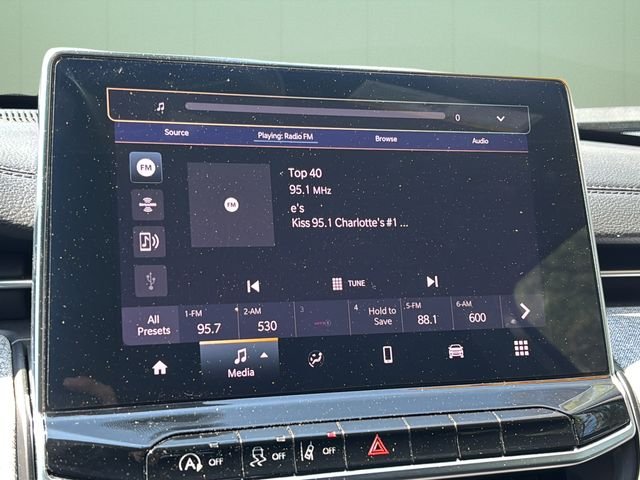 0
Source Playing: Radio FM Browse Audio
FM
FM
Top 40
95.1 MHz
e's
Kiss 95.1 Charlotte's #1 ...
TUNE
All Presets
1-FM
95.7
2-AM
530
3
4
Hold to Save
5-FM
88.1
6-AM
600
Media
A OFF
OFF
OFF